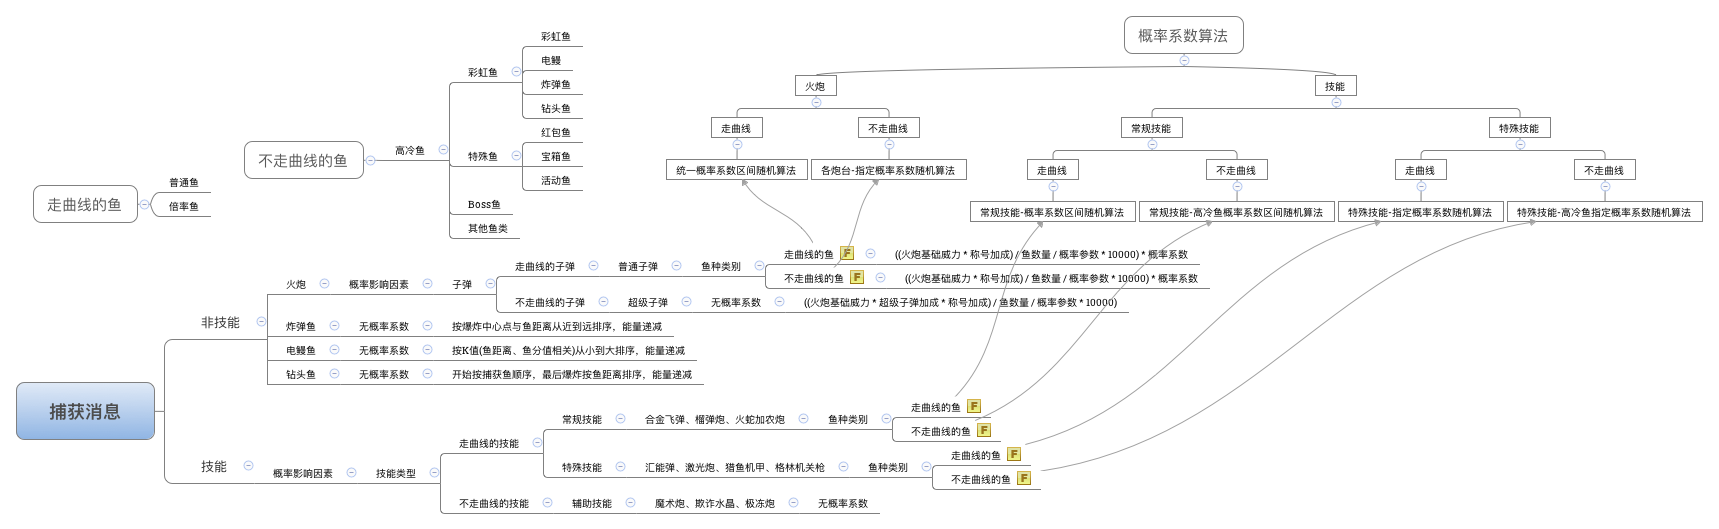 走曲线的鱼
普通鱼
倍率鱼
不走曲线的鱼
高冷鱼
彩虹鱼
彩虹鱼
电鳗
炸弹鱼
钻头鱼
特殊鱼
红包鱼
宝箱鱼
活动鱼
Boss鱼
其他鱼类
概率系数算法
火炮
走曲线
统一概率系数区间随机算法
不走曲线
各炮台-指定概率系数随机算法
技能
常规技能
走曲线
常规技能-概率系数区间随机算法
不走曲线
常规技能-高冷鱼概率系数区间随机算法
特殊技能
走曲线
特殊技能-指定概率系数随机算法
不走曲线
特殊技能-高冷鱼指定概率系数随机算法
捕获消息
非技能
火炮
概率影响因素
子弹
走曲线的子弹
普通子弹
鱼种类别
走曲线的鱼
F
((火炮基础威力 * 称号加成) / 鱼数量 / 概率参数 * 10000) * 概率系数
不走曲线的鱼
F
((火炮基础威力 * 称号加成) / 鱼数量 / 概率参数 * 10000) * 概率系数
不走曲线的子弹
超级子弹
无概率系数
((火炮基础威力 * 超级子弹加成 * 称号加成) / 鱼数量 / 概率参数 * 10000)
炸弹鱼
无概率系数
按爆炸中心点与鱼距离从近到远排序，能量递减
电鳗鱼
无概率系数
按K值(鱼距离、鱼分值相关)从小到大排序，能量递减
钻头鱼
无概率系数
开始按捕获鱼顺序，最后爆炸按鱼距离排序，能量递减
技能
概率影响因素
技能类型
走曲线的技能
常规技能
合金飞弹、榴弹炮、火蛇加农炮
鱼种类别
走曲线的鱼
F
不走曲线的鱼
F
特殊技能
汇能弹、激光炮、猎鱼机甲、格林机关枪
鱼种类别
走曲线的鱼
F
不走曲线的鱼
F
不走曲线的技能
辅助技能
魔术炮、欺诈水晶、极冻炮
无概率系数